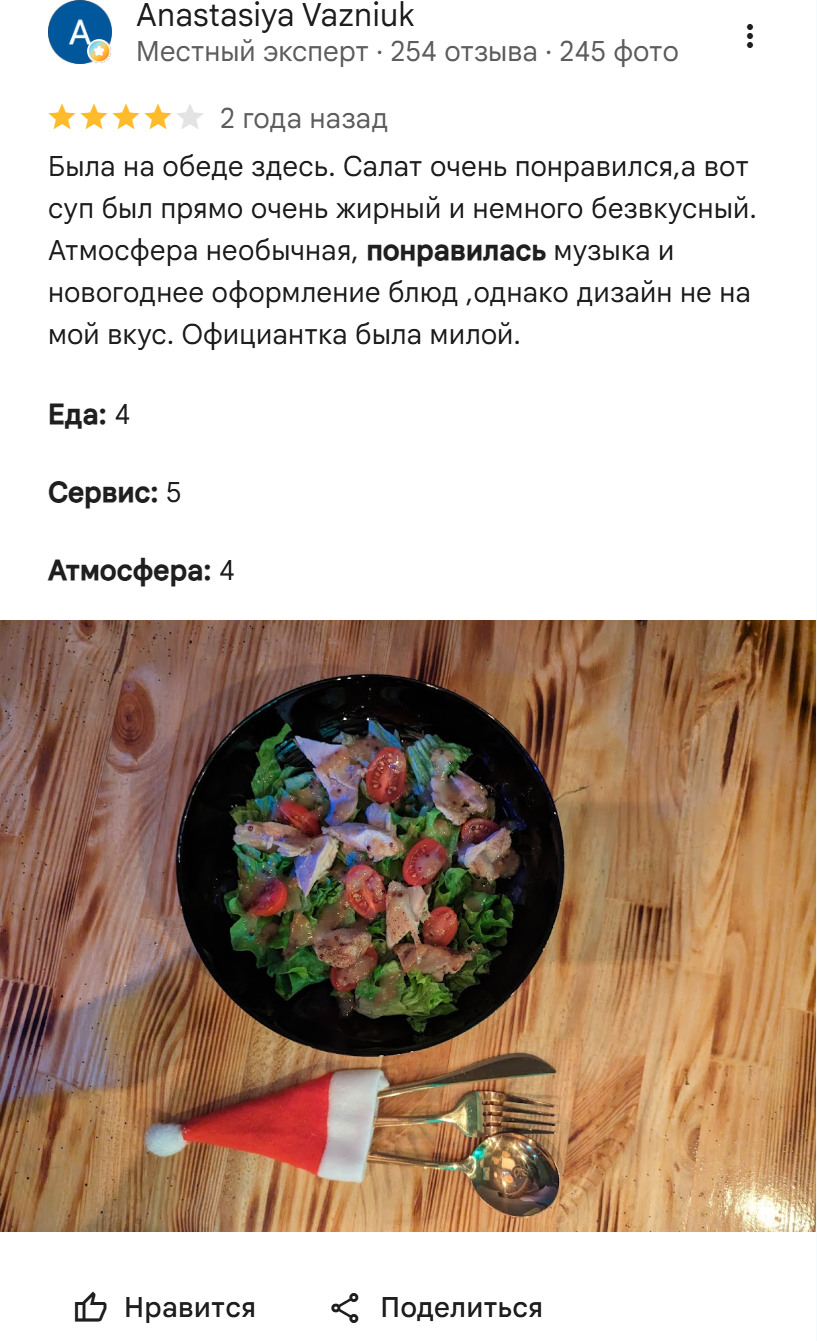 A
Anastasiya Vazniuk
Местный эксперт · 254 отзыва · 245 фото
2 года назад
Была на обеде здесь. Салат очень понравился,а вот
суп был прямо очень жирный и немного безвкусный.
Атмосфера необычная, понравилась музыка и
новогоднее оформление блюд ,однако дизайн не на
мой вкус. Официантка была милой.
Еда: 4
Сервис: 5
Атмосфера: 4
Нравится
Поделиться